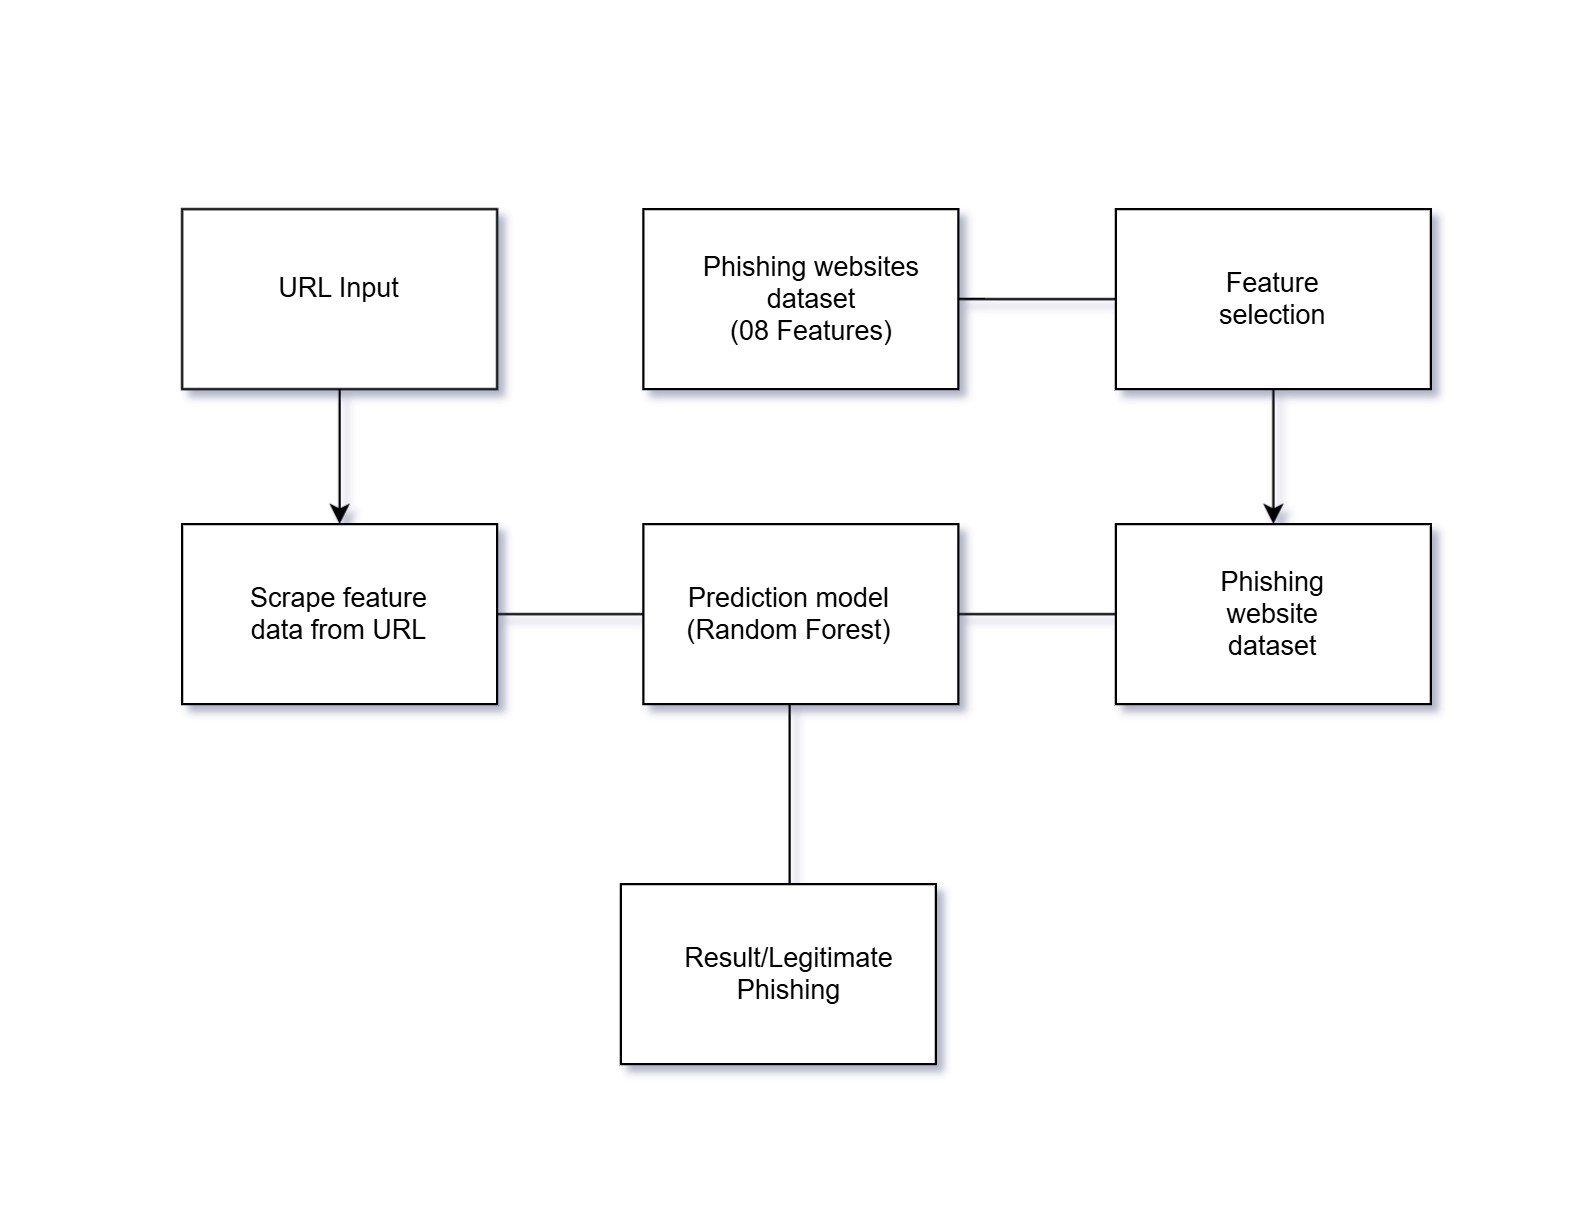 URL Input
Phishing websites
dataset
(08 Features)
Feature
selection
Scrape feature
data from URL
Prediction model
(Random Forest)
Phishing
website
dataset
Result/Legitimate
Phishing